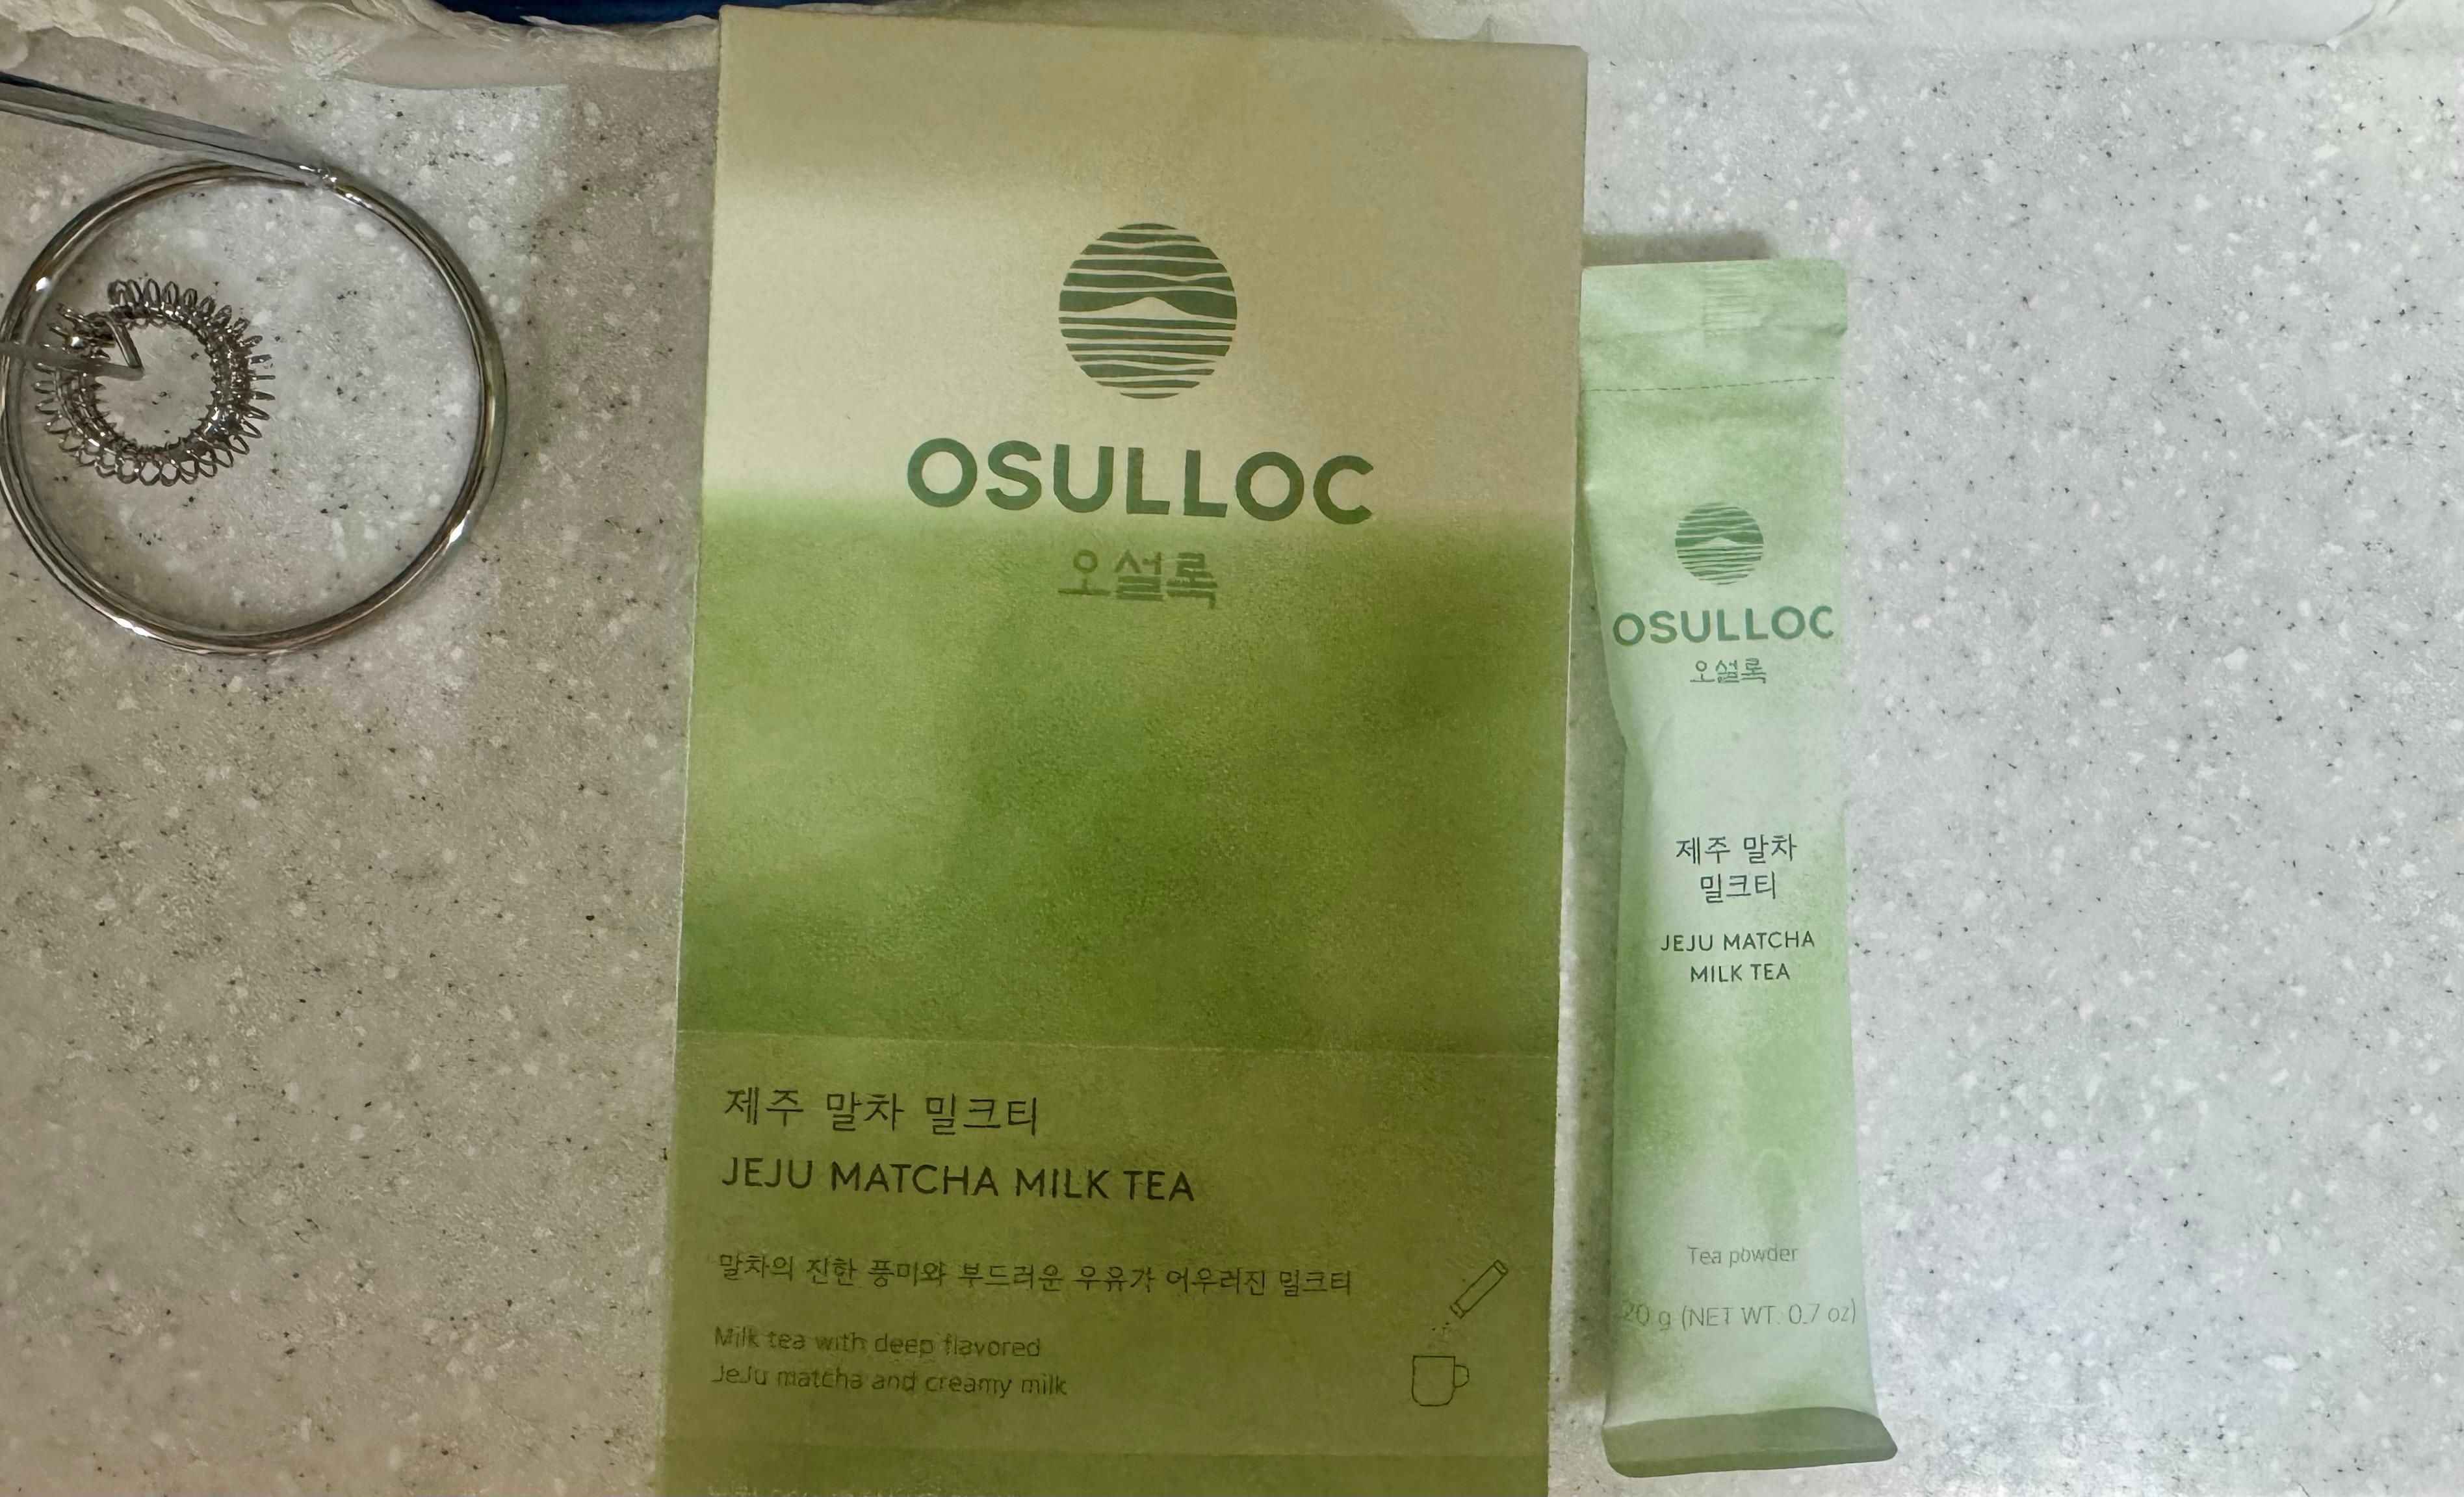 OSULLOC
오설록
제주 말차 밀크티
JEJU MATCHA MILK TEA
말차의 진한 풍미와 부드러운 우유가 어우러진 밀크티
Milk tea with deep flavored
JeJu matcha and creamy milk
OSULLOC
오설록
제주 말차
밀크티
JEJU MATCHA
MILK TEA
Tea powder
20 g (NET WT. 0.7 oz)